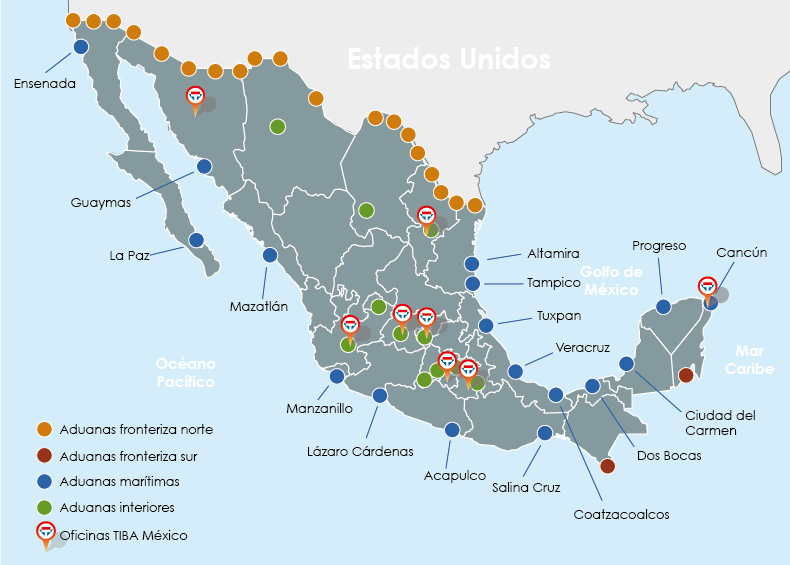 Estados Unidos
Ensenada
Guaymas
La Paz
Mazatlán
Altamira
Tampico
Golfo de
México
Tuxpan
Progreso
Cancún
Veracruz
Mar
Caribe
Océano
Pacífico
Manzanillo
Lázaro Cárdenas
Acapulco
Salina Cruz
Coatzacoalcos
Dos Bocas
Ciudad del
Carmen
Aduanas fronteriza norte
Aduanas fronteriza sur
Aduanas marítimas
Aduanas interiores
Oficinas TIBA México